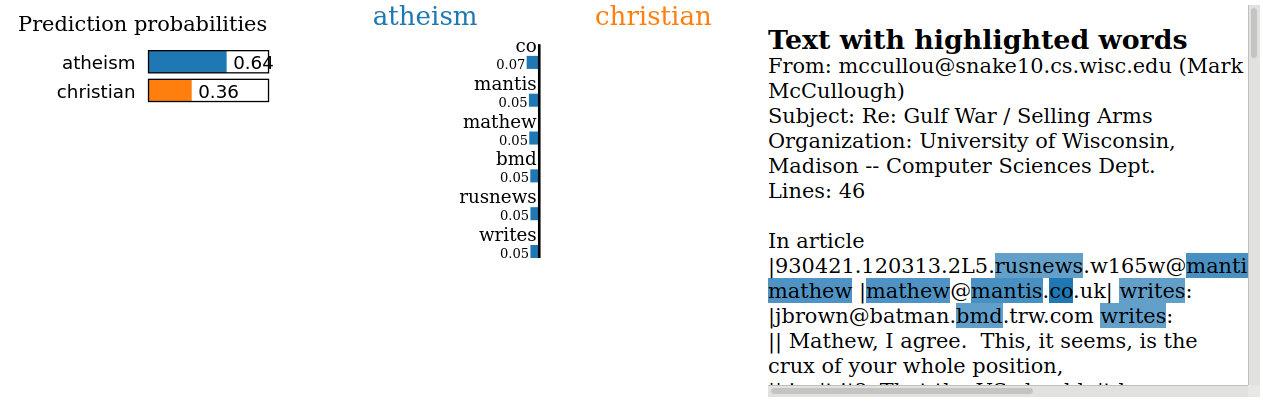 Prediction probabilities
atheism 0.64
christian 0.36
atheism christian
co
0.07
mantis
0.05
mathew
0.05
bmd
0.05
rusnews
0.05
writes
0.05
Text with highlighted words
From: mccullou@snake10.cs.wisc.edu (Mark
McCullough)
Subject: Re: Gulf War / Selling Arms
Organization: University of Wisconsin,
Madison -- Computer Sciences Dept.
Lines: 46
In article
|930421.120313.2L5.rusnews.w165w@manti
mathew |mathew@mantis.co.uk| writes:
|jbrown@batman.bmd.trw.com writes:
|| Mathew, I agree.  This, it seems, is the
crux of your whole position,